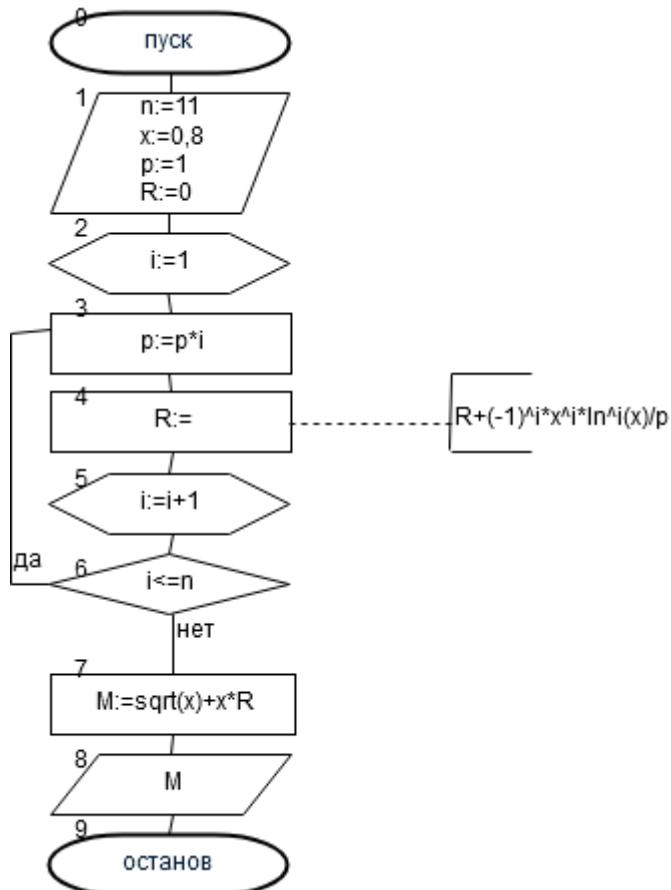 0
пуск
1
n:=11
x:=0,8
p:=1
R:=0
2
i:=1
3
p:=p*i
4
R:=
R+(-1)^i*x^i*ln^i(x)/p
5
i:=i+1
да
6
i<=n
нет
7
M:=sqrt(x)+x*R
8
M
9
останов